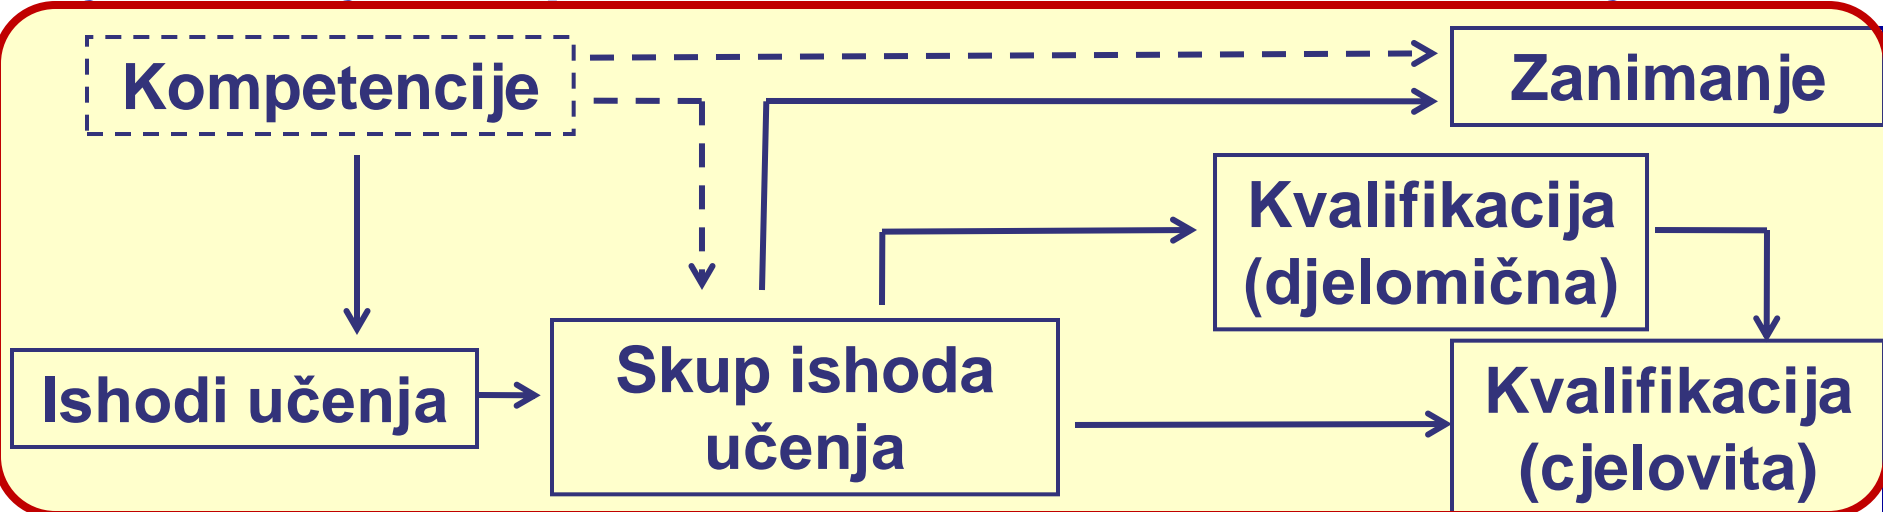 Kompetencije
Zanimanje
Kvalifikacija
(djelomična)
Ishodi učenja
Skup ishoda
učenja
Kvalifikacija
(cjelovita)